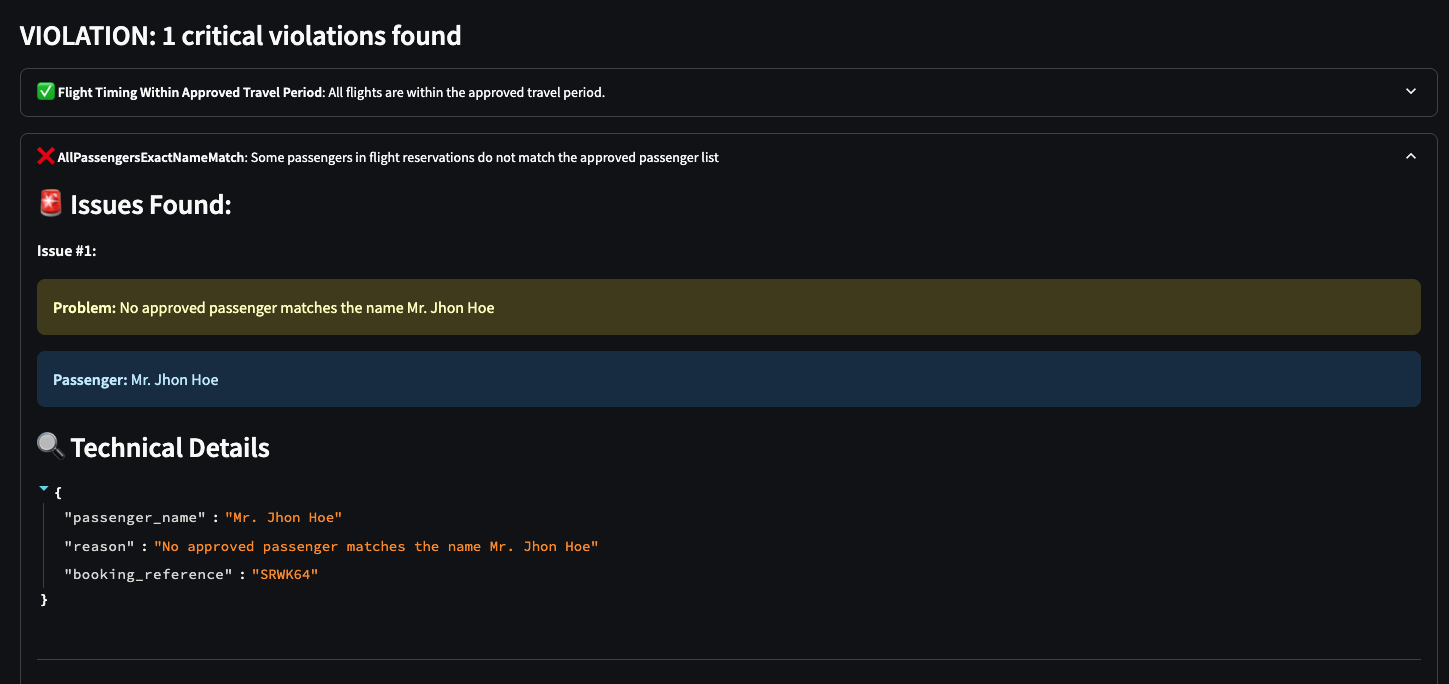 VIOLATION: 1 critical violations found
✅ Flight Timing Within Approved Travel Period: All flights are within the approved travel period.
❌ AllPassengersExactNameMatch: Some passengers in flight reservations do not match the approved passenger list
🚨 Issues Found:
Issue #1:
Problem: No approved passenger matches the name Mr. Jhon Hoe
Passenger: Mr. Jhon Hoe
🔍 Technical Details
{
"passenger_name" : "Mr. Jhon Hoe"
"reason" : "No approved passenger matches the name Mr. Jhon Hoe"
"booking_reference" : "SRWK64"
}